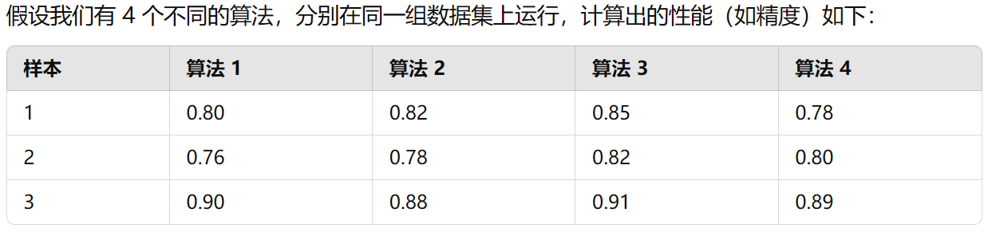 假设我们有 4 个不同的算法，分别在同一组数据集上运行，计算出的性能（如精度）如下：
样本 算法 1 算法 2 算法 3 算法 4
1 0.80 0.82 0.85 0.78
2 0.76 0.78 0.82 0.80
3 0.90 0.88 0.91 0.89